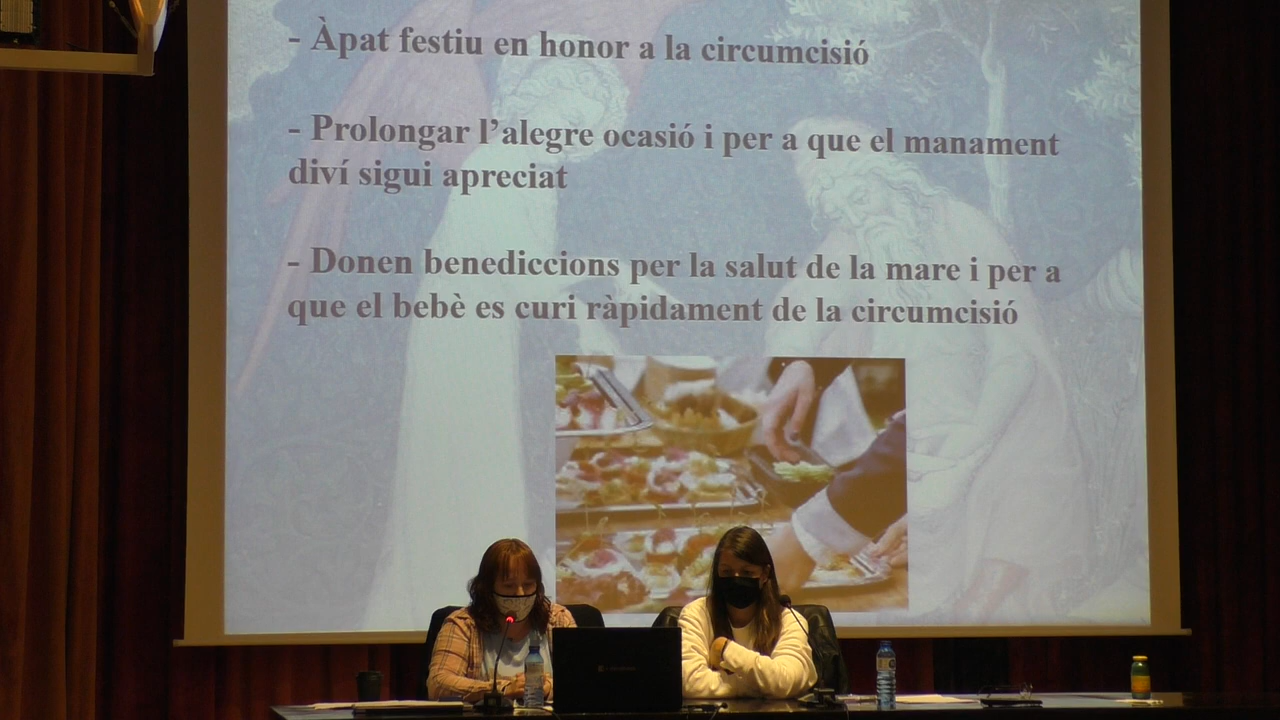 - Àpat festiu en honor a la circumcisió
- Prolongar l’alegre ocasió i per a que el manament
diví sigui apreciat
- Donen benediccions per la salut de la mare i per a
que el bebè es curi ràpidament de la circumcisió